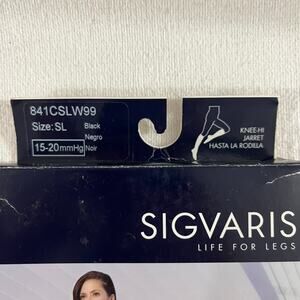 841CSLW99
Size: SL
Black
Negro
Noir
15-20mmHg
KNEE-HI
JARRET
HASTA LA RODILLA
SIGVARIS
LIFE FOR LEGS